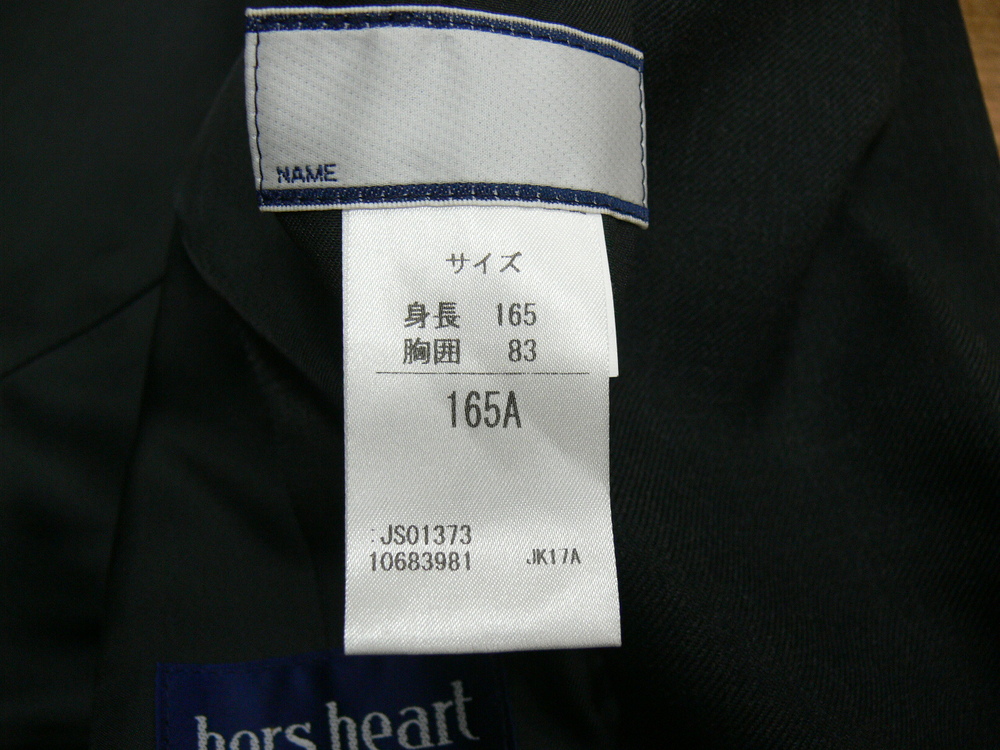 NAME
サイズ
身長 165
胸囲 83
165A
:JS01373
10683981 JK17A
hors heart